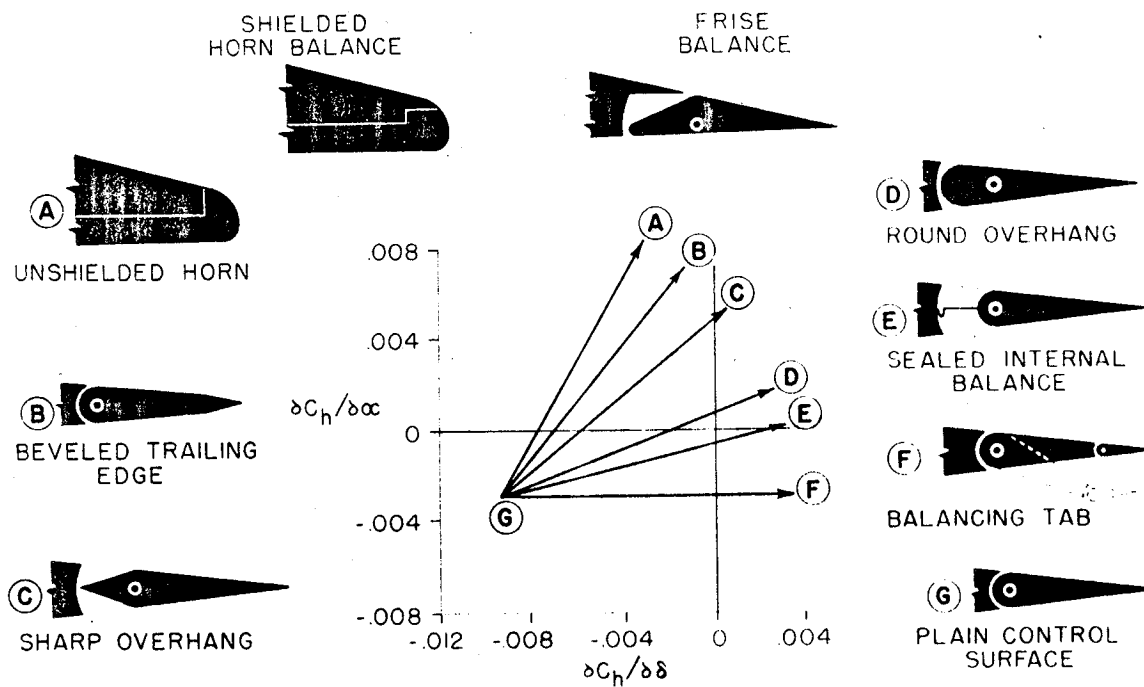 SHIELDED
HORN BALANCE
FRISE
BALANCE
A
UNSHIELDED HORN
B
BEVELED TRAILING
EDGE
C
SHARP OVERHANG
D
ROUND OVERHANG
E
SEALED INTERNAL
BALANCE
F
BALANCING TAB
G
PLAIN CONTROL
SURFACE
.008
.004
0
-.004
-.008
∂Ch/∂α
-.012
-.008
-.004
0
.004
∂Ch/∂δ
A
B
C
D
E
F
G